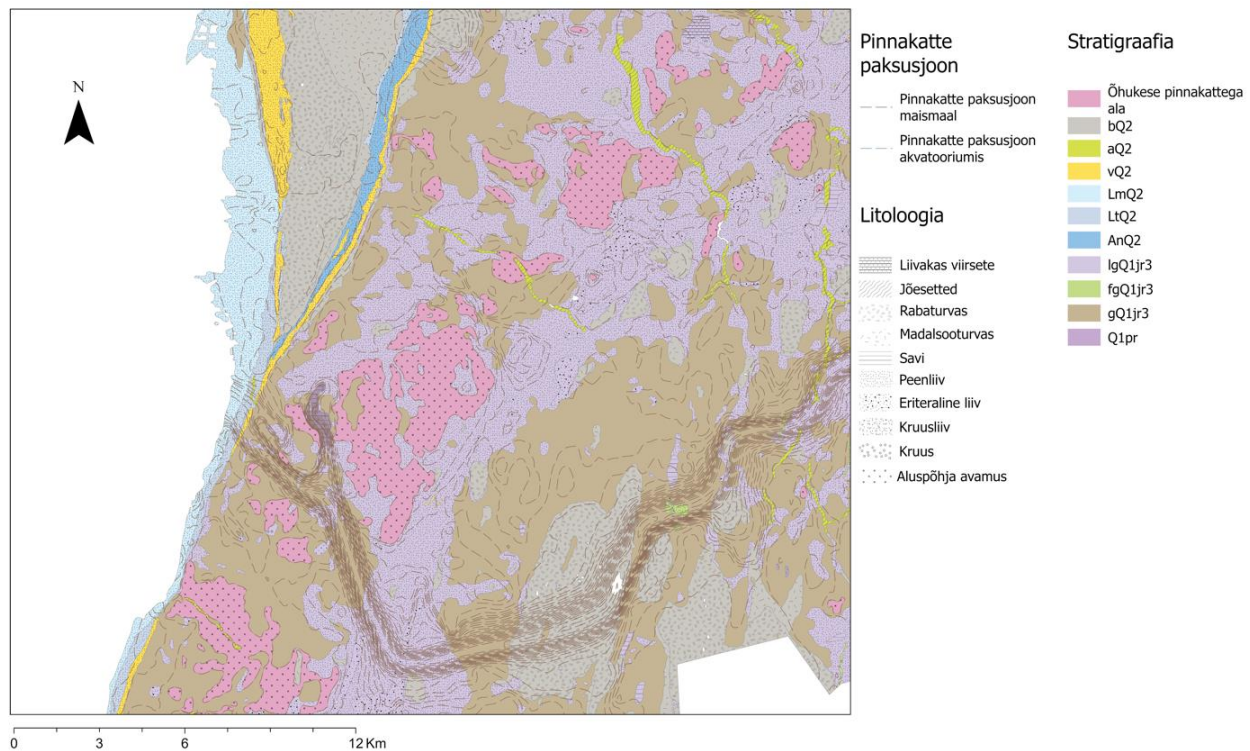 N
0 3 6 12 Km
Pinnakatte
paksusjoon
Pinnakatte paksusjoon
maismaal
Pinnakatte paksusjoon
akvatooriumis
Litoloogia
Liivakas viirsete
Jõesetted
Rabaturvas
Madalsooturvas
Savi
Peenliiv
Eriteraline liiv
Kruusliiv
Kruus
Aluspõhja avamus
Stratigraafia
Õhukese pinnakattega
ala
bQ2
aQ2
vQ2
LmQ2
LtQ2
AnQ2
lgQ1jr3
fgQ1jr3
gQ1jr3
Q1pr